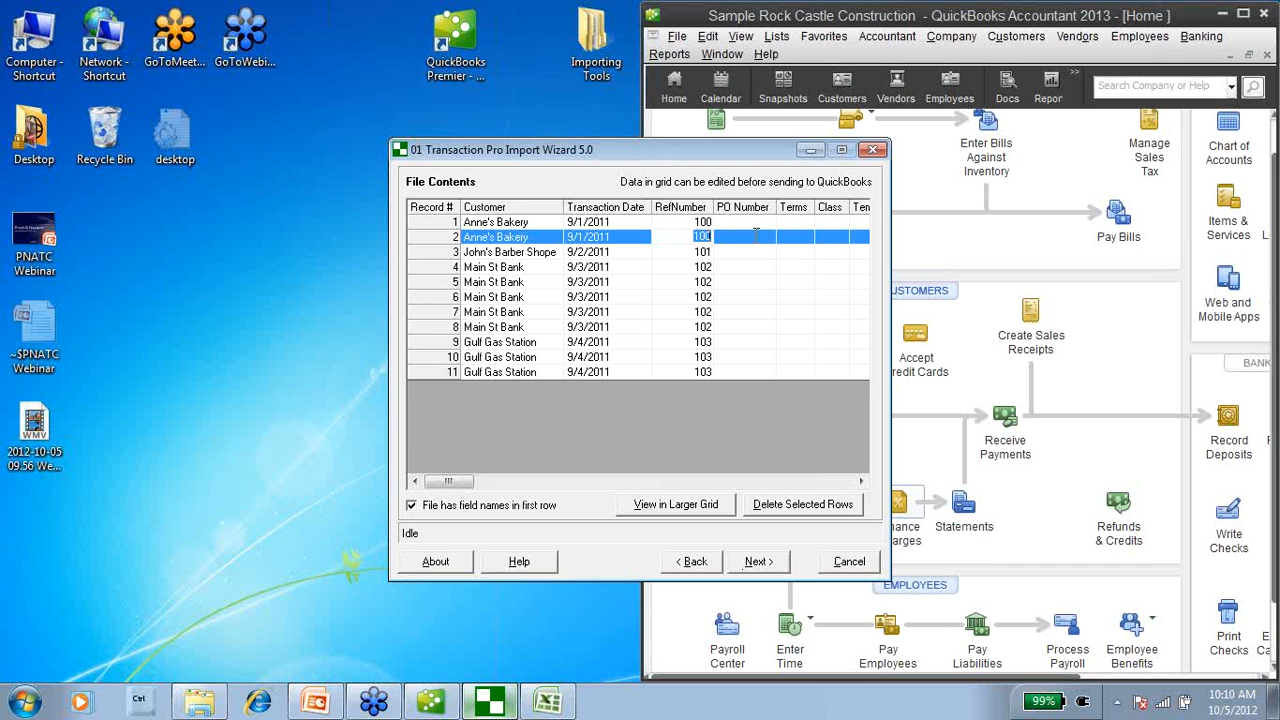 Computer - Shortcut
Network - Shortcut
GoToMeet...
GoToWebi...
QuickBooks Premier - ...
Importing Tools
Desktop
Recycle Bin
desktop
PNATC Webinar
~$PNATC Webinar
WMV
2012-10-05 09.56 We...
Sample Rock Castle Construction - QuickBooks Accountant 2013 - [Home ]
File Edit View Lists Favorites Accountant Company Customers Vendors Employees Banking
Reports Window Help
Home Calendar Snapshots Customers Vendors Employees Docs Report
Search Company or Help
Enter Bills Against Inventory
Manage Sales Tax
Chart of Accounts
Pay Bills
Items & Services
CUSTOMERS
Web and Mobile Apps
Create Sales Receipts
Accept
redit Cards
BANK
Receive Payments
Record Deposits
nance
arges
Statements
Refunds & Credits
Write Checks
EMPLOYEES
Payroll Center
Enter Time
Pay Employees
Pay Liabilities
Process Payroll
Employee Benefits
Print Checks
01 Transaction Pro Import Wizard 5.0
File Contents
Data in grid can be edited before sending to QuickBooks
Record # Customer Transaction Date RefNumber PO Number Terms Class Ten
1 Anne's Bakery 9/1/2011 100
2 Anne's Bakery 9/1/2011 100
3 John's Barber Shope 9/2/2011 101
4 Main St Bank 9/3/2011 102
5 Main St Bank 9/3/2011 102
6 Main St Bank 9/3/2011 102
7 Main St Bank 9/3/2011 102
8 Main St Bank 9/3/2011 102
9 Gulf Gas Station 9/4/2011 103
10 Gulf Gas Station 9/4/2011 103
11 Gulf Gas Station 9/4/2011 103
File has field names in first row
View in Larger Grid
Delete Selected Rows
Idle
About
Help
< Back
Next >
Cancel
Ctrl
99%
10:10 AM
10/5/2012